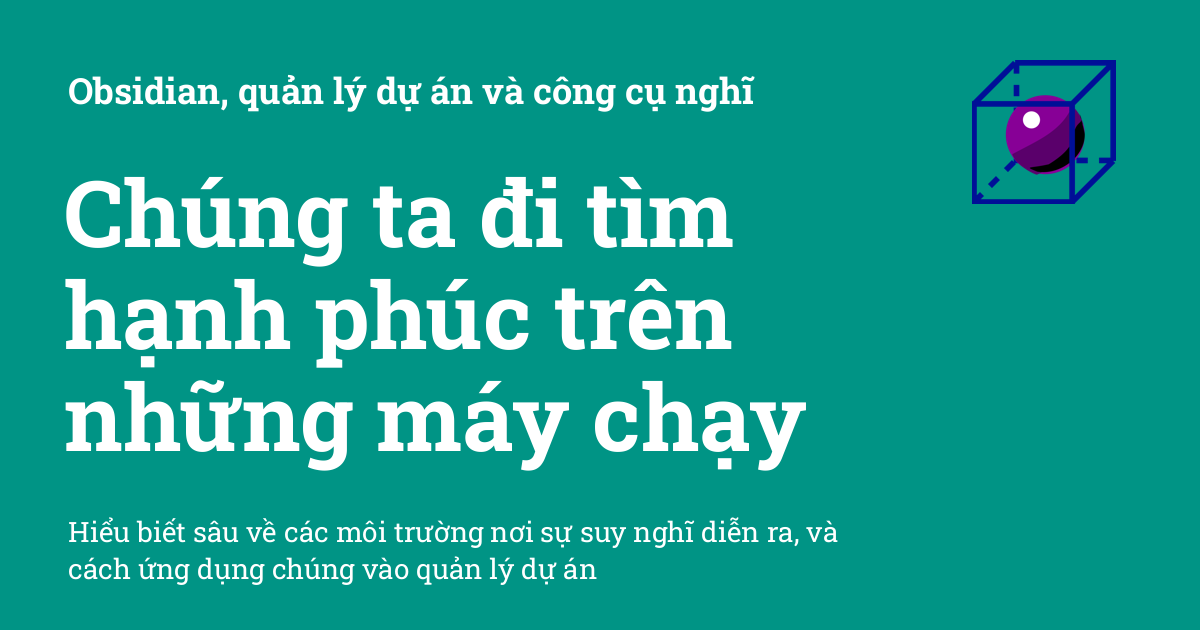 Obsidian, quản lý dự án và công cụ nghĩ
Chúng ta đi tìm
hạnh phúc trên
những máy chạy
Hiểu biết sâu về các môi trường nơi sự suy nghĩ diễn ra, và
cách ứng dụng chúng vào quản lý dự án